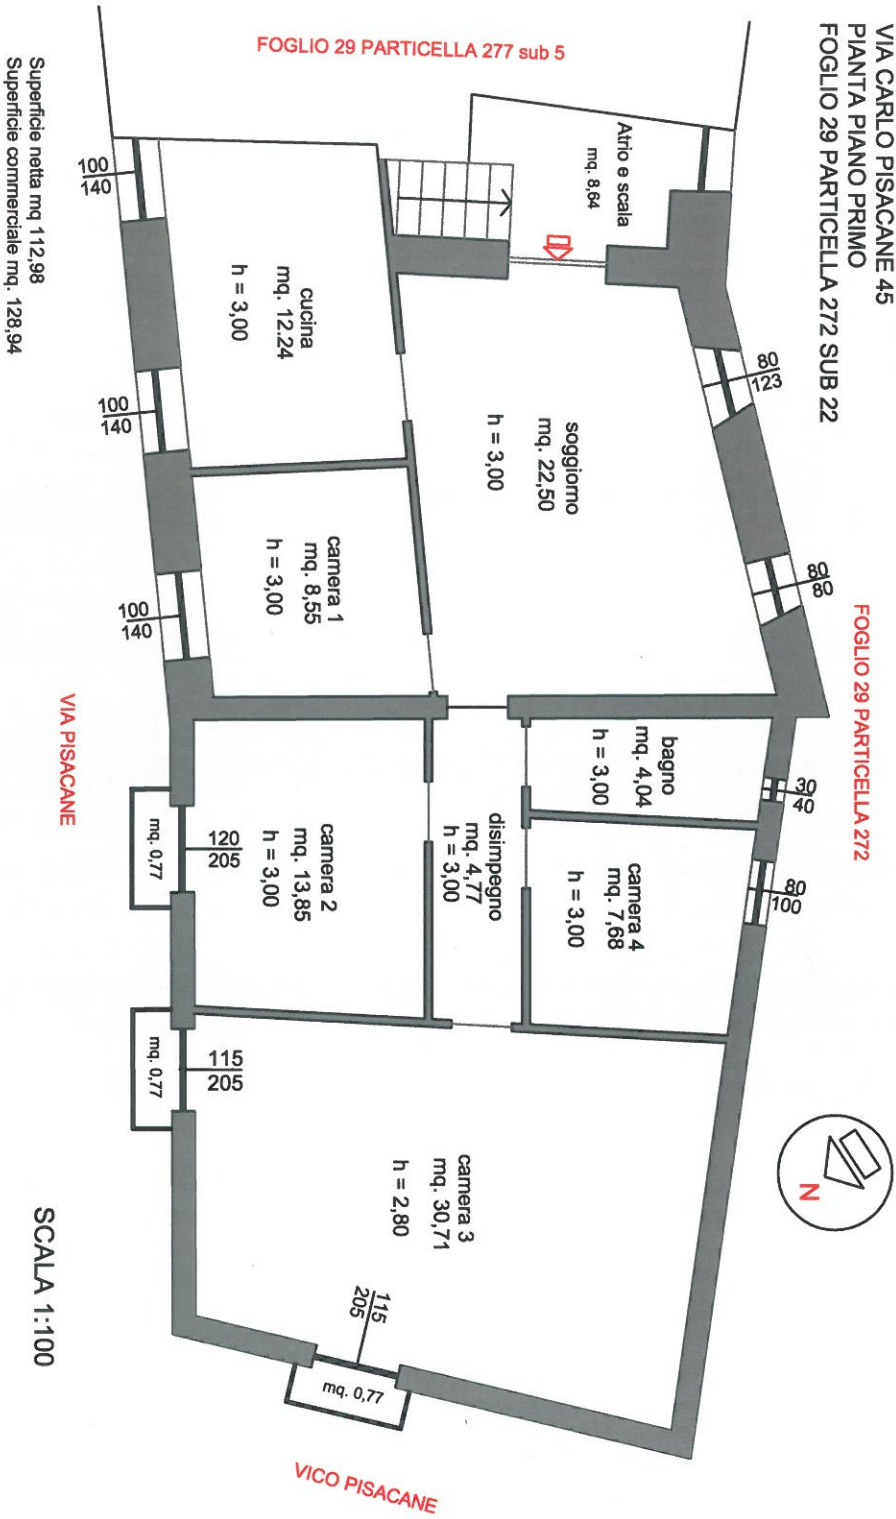 VIA CARLO PISACANE 45
PIANTA PIANO PRIMO
FOGLIO 29 PARTICELLA 272 SUB 22
FOGLIO 29 PARTICELLA 277 sub 5
FOGLIO 29 PARTICELLA 272
Atrio e scala
mq. 8,64
80
123
80
80
30
40
80
100
soggiorno
mq. 22,50
h = 3,00
bagno
mq. 4,04
h = 3,00
camera 4
mq. 7,68
h = 3,00
disimpegno
mq. 4,77
h = 3,00
cucina
mq. 12.24
h = 3,00
camera 1
mq. 8,55
h = 3,00
camera 2
mq. 13,85
h = 3,00
camera 3
mq. 30,71
h = 2,80
100
140
100
140
100
140
120
205
115
205
115
205
mq. 0,77
mq. 0,77
mq. 0,77
N
VIA PISACANE
VICO PISACANE
Superficie netta mq 112,98
Superficie commerciale mq. 128,94
SCALA 1:100